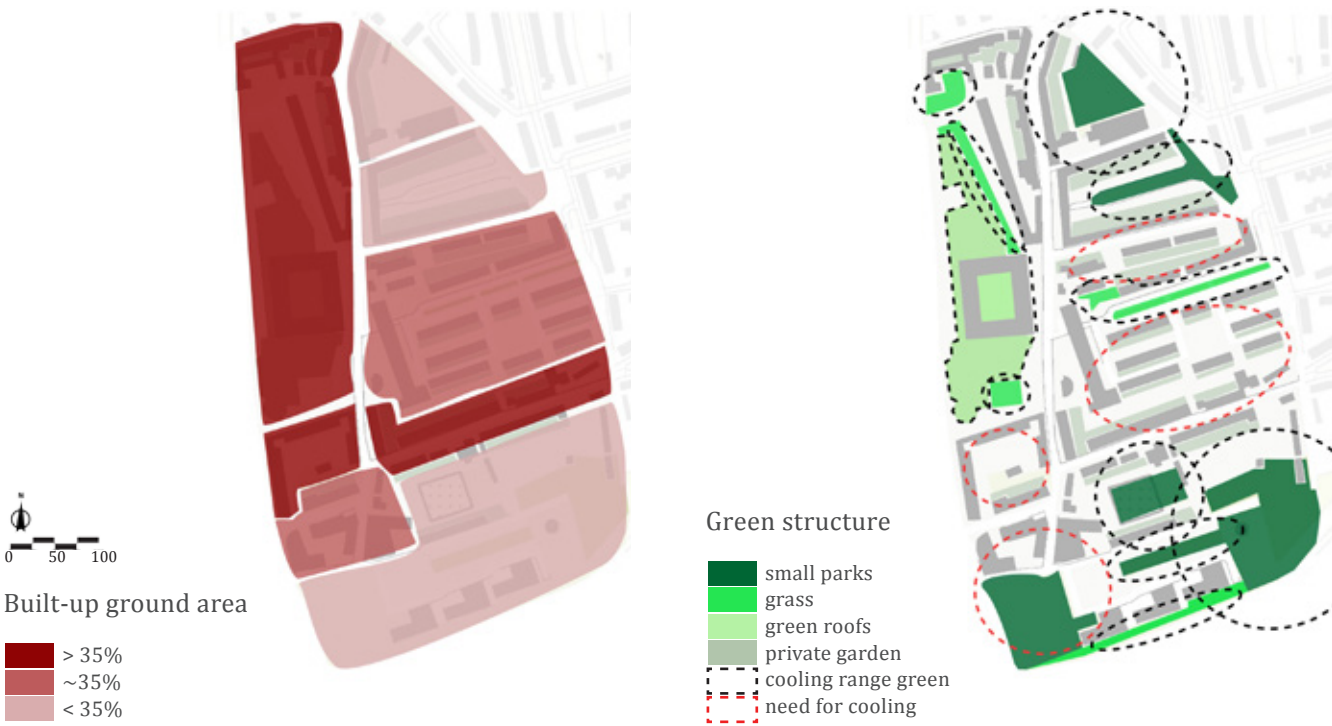 N
0 50 100
Built-up ground area
> 35%
~35%
< 35%
Green structure
small parks
grass
green roofs
private garden
cooling range green
need for cooling